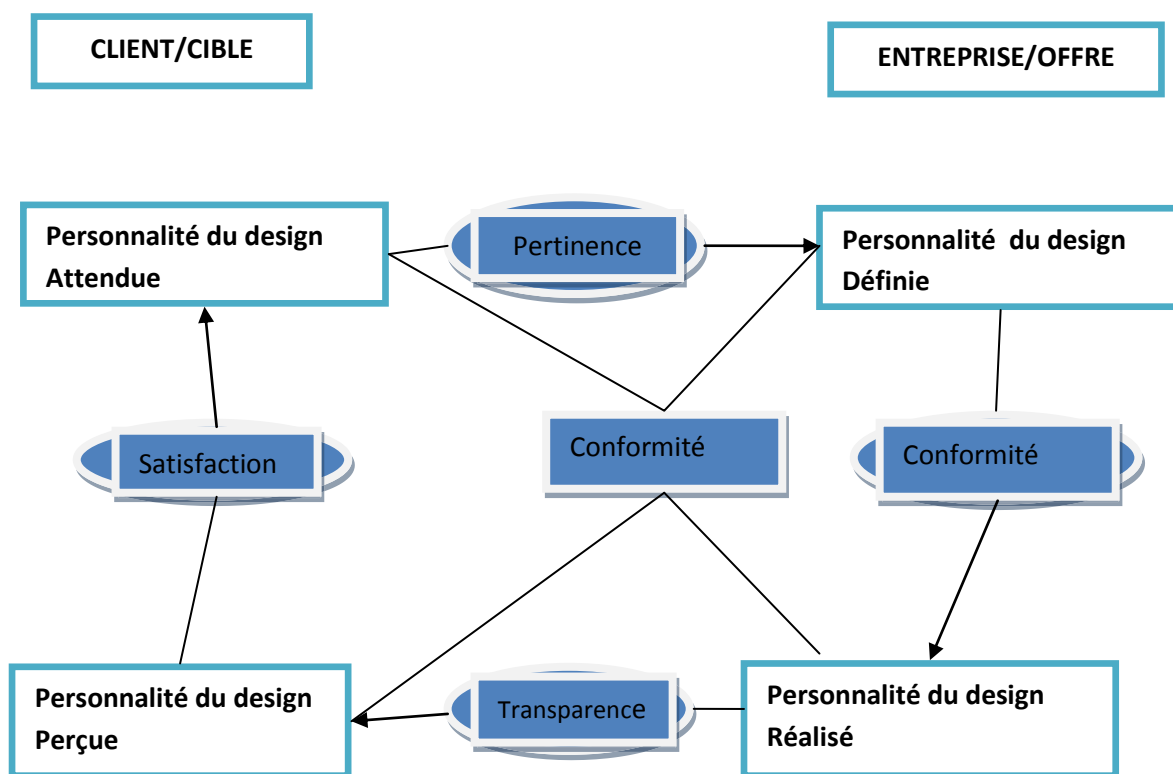 CLIENT/CIBLE
ENTREPRISE/OFFRE
Personnalité du design
Attendue
Pertinence
Personnalité du design
Définie
Satisfaction
Conformité
Conformité
Personnalité du design
Perçue
Transparence
Personnalité du design
Réalisé